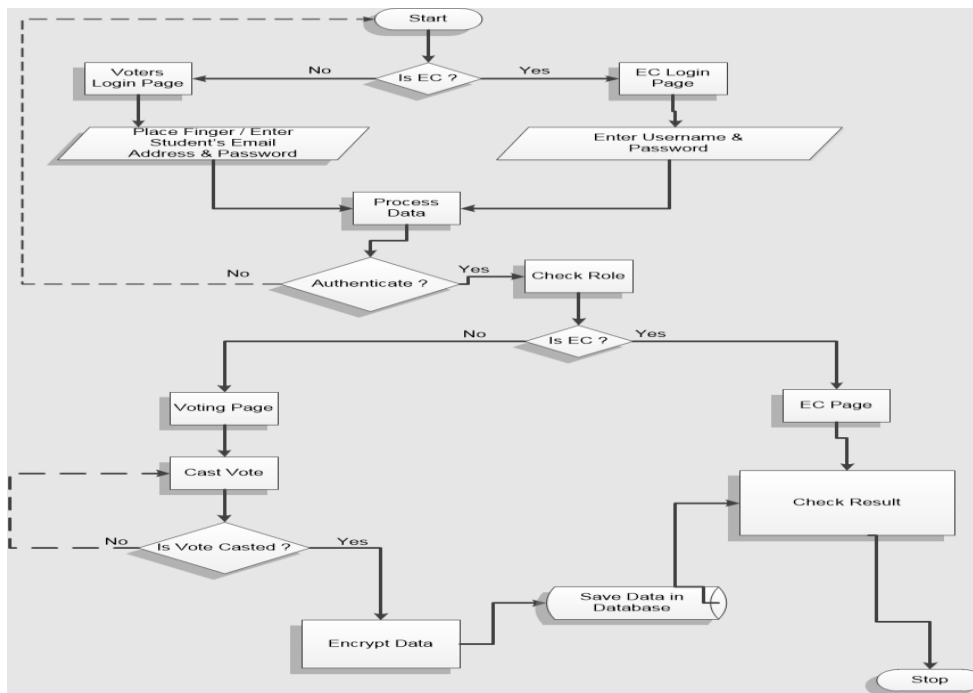 Start
Is EC ?
No
Yes
Voters
Login Page
EC Login
Page
Place Finger / Enter
Student's Email
Address & Password
Enter Username &
Password
Process
Data
Authenticate ?
No
Yes
Check Role
Is EC ?
No
Yes
Voting Page
EC Page
Cast Vote
Check Result
Is Vote Casted ?
No
Yes
Save Data in
Database
Encrypt Data
Stop